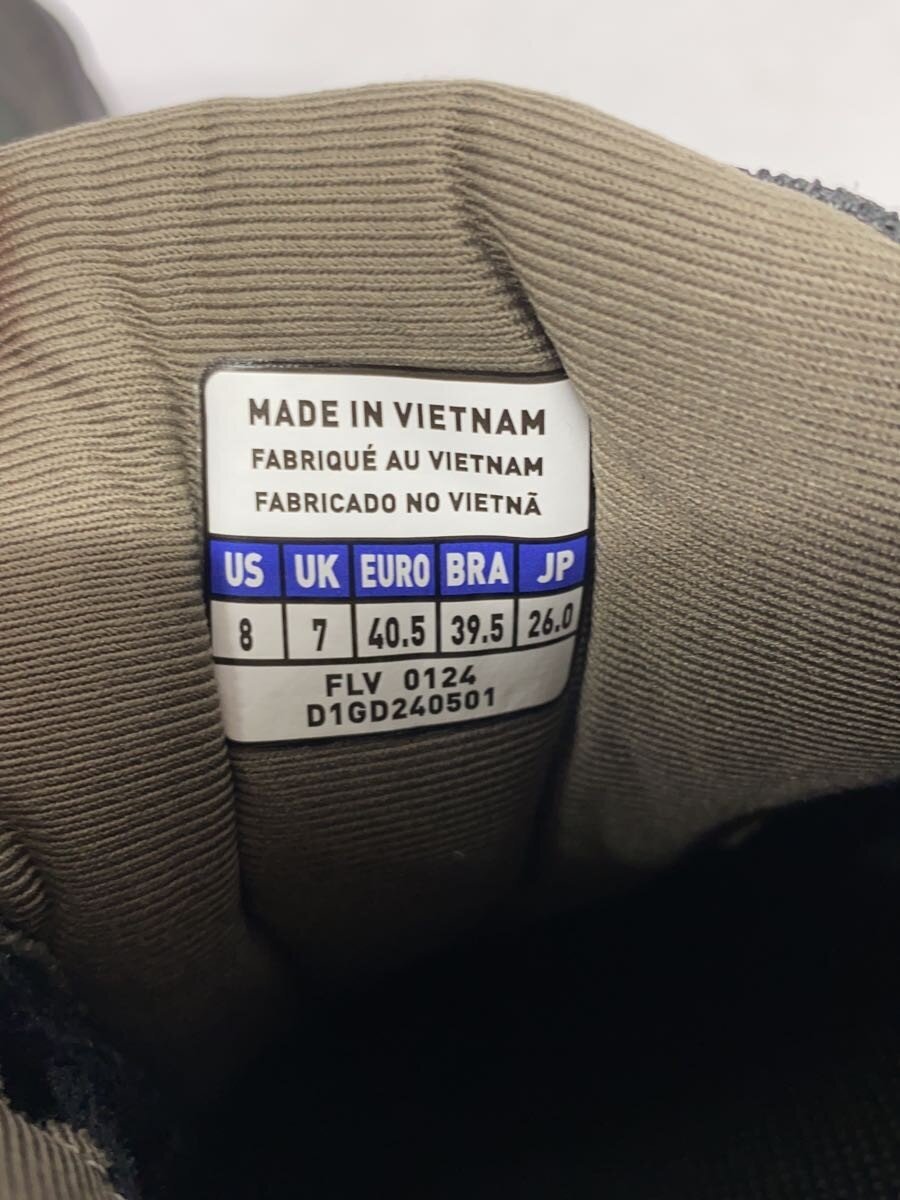 MADE IN VIETNAM
FABRIQUÉ AU VIETNAM
FABRICADO NO VIETNÃ
US UK EURO BRA JP
8 7 40.5 39.5 26.0
FLV 0124
D1GD240501